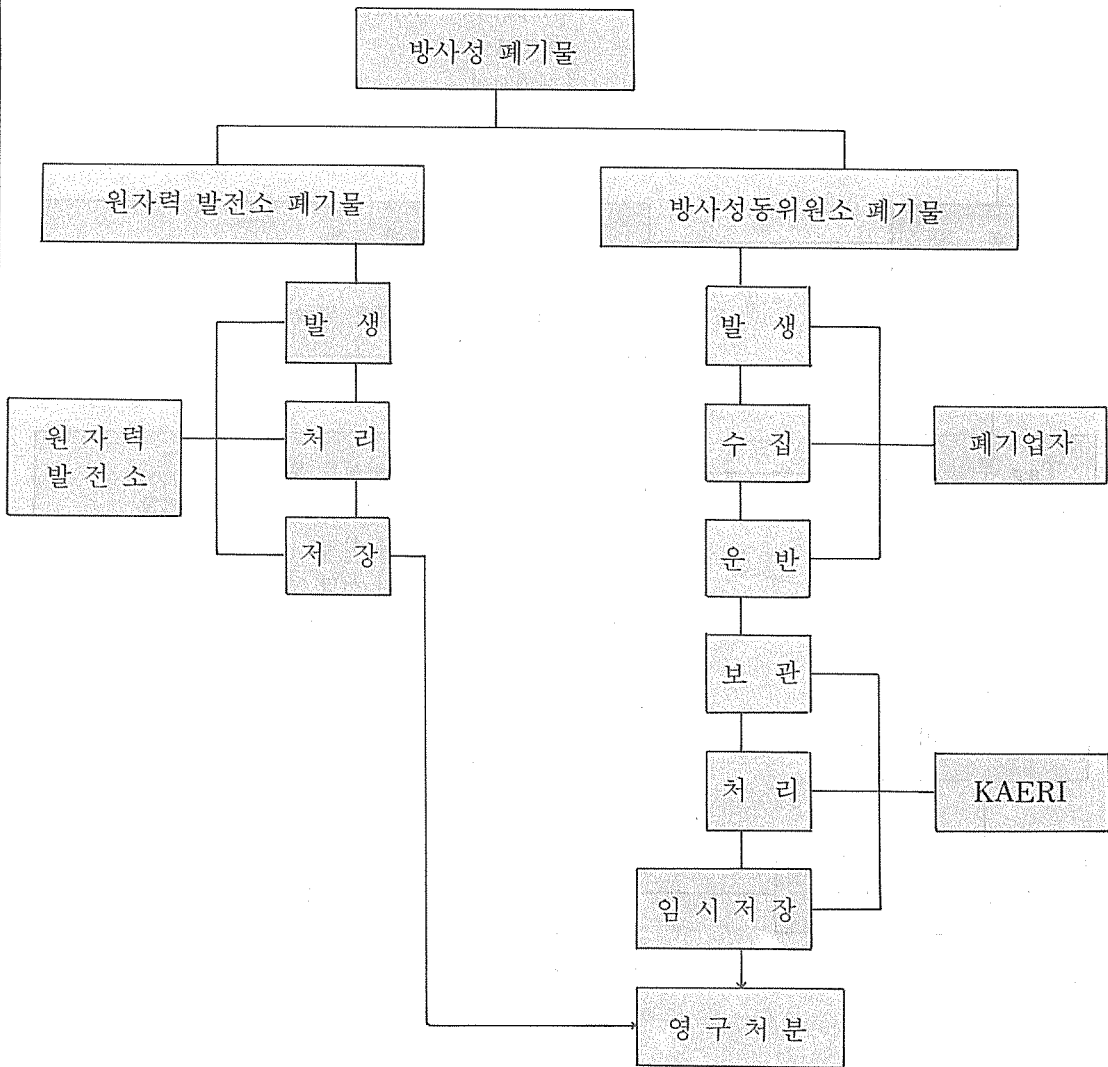 방사성 폐기물
원자력 발전소 폐기물
방사성동위원소 폐기물
발 생
처 리
저 장
원 자 력
발 전 소
발 생
수 집
운 반
폐기업자
보 관
처 리
임 시 저 장
KAERI
영 구 처 분